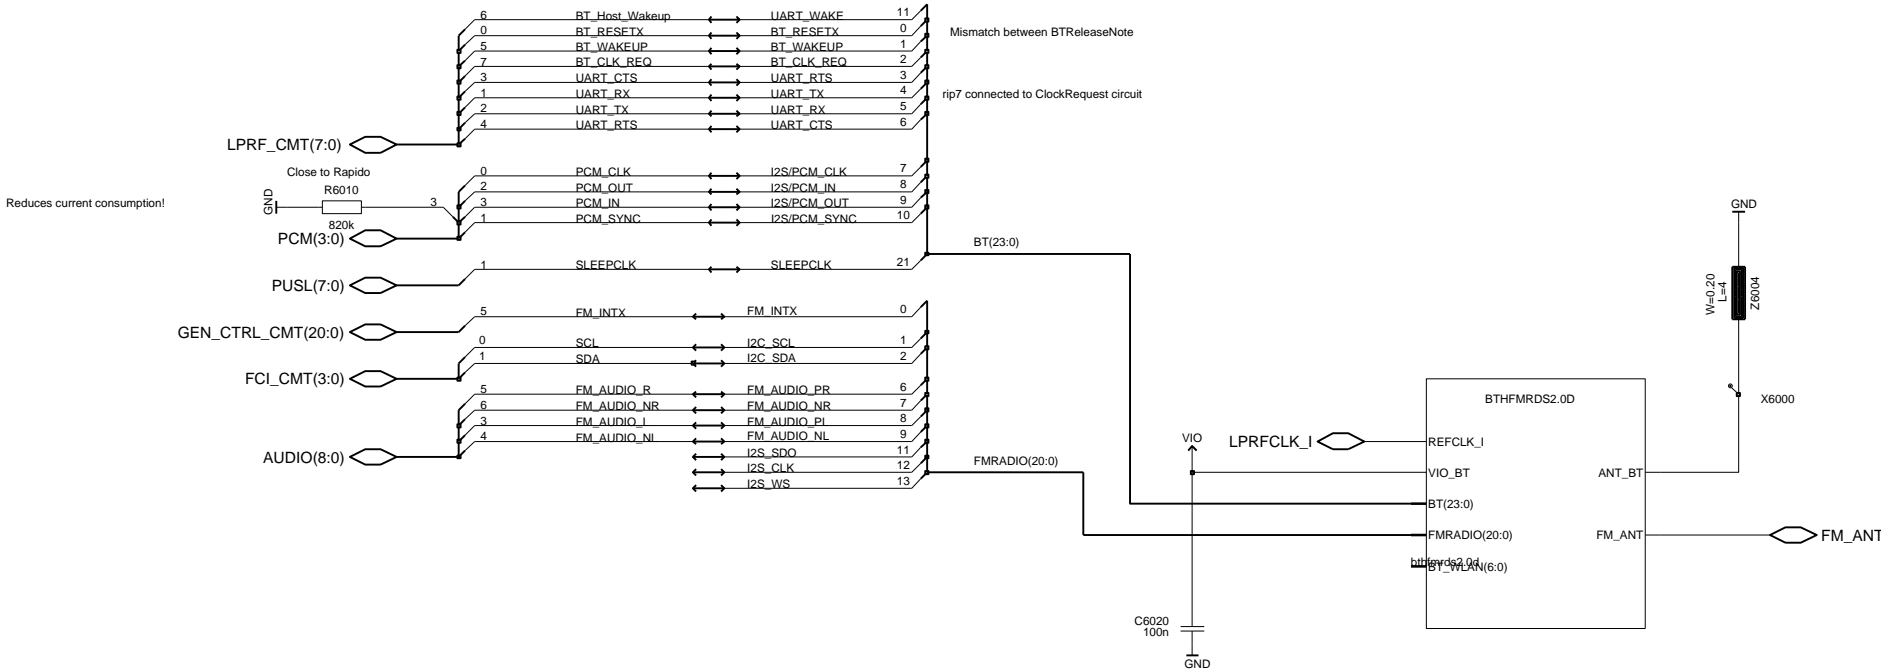 6 BT_Host_Wakeup UART_WAKE 11
0 BT_RESETX BT_RESETX 0
Mismatch between BTReleaseNote
5 BT_WAKEUP BT_WAKEUP 1
7 BT_CLK_REQ BT_CLK_REQ 2
3 UART_CTS UART_RTS 3
1 UART_RX UART_TX 4
rip7 connected to ClockRequest circuit
2 UART_TX UART_RX 5
4 UART_RTS UART_CTS 6
LPRF_CMT(7:0)
Close to Rapido
0 PCM_CLK I2S/PCM_CLK 7
R6010
2 PCM_OUT I2S/PCM_IN 8
Reduces current consumption!
GND
3
3 PCM_IN I2S/PCM_OUT 9
1 PCM_SYNC I2S/PCM_SYNC 10
820k
PCM(3:0)
BT(23:0)
1 SLEEPCLK SLEEPCLK 21
PUSL(7:0)
5 FM_INTX FM_INTX 0
GEN_CTRL_CMT(20:0)
0 SCL I2C_SCL 1
1 SDA I2C_SDA 2
FCI_CMT(3:0)
5 FM_AUDIO_R FM_AUDIO_PR 6
6 FM_AUDIO_NR FM_AUDIO_NR 7
3 FM_AUDIO_L FM_AUDIO_PL 8
4 FM_AUDIO_NL FM_AUDIO_NL 9
AUDIO(8:0)
I2S_SDO 11
I2S_CLK 12
I2S_WS 13
FMRADIO(20:0)
GND
W=0.20
L=4
Z6004
X6000
BTHFMRDS2.0D
VIO
LPRFCLK_I
REFCLK_I
VIO_BT
ANT_BT
BT(23:0)
FMRADIO(20:0)
FM_ANT
FM_ANT
bthfmrds2.0d
BT_WLAN(6:0)
C6020
100n
GND